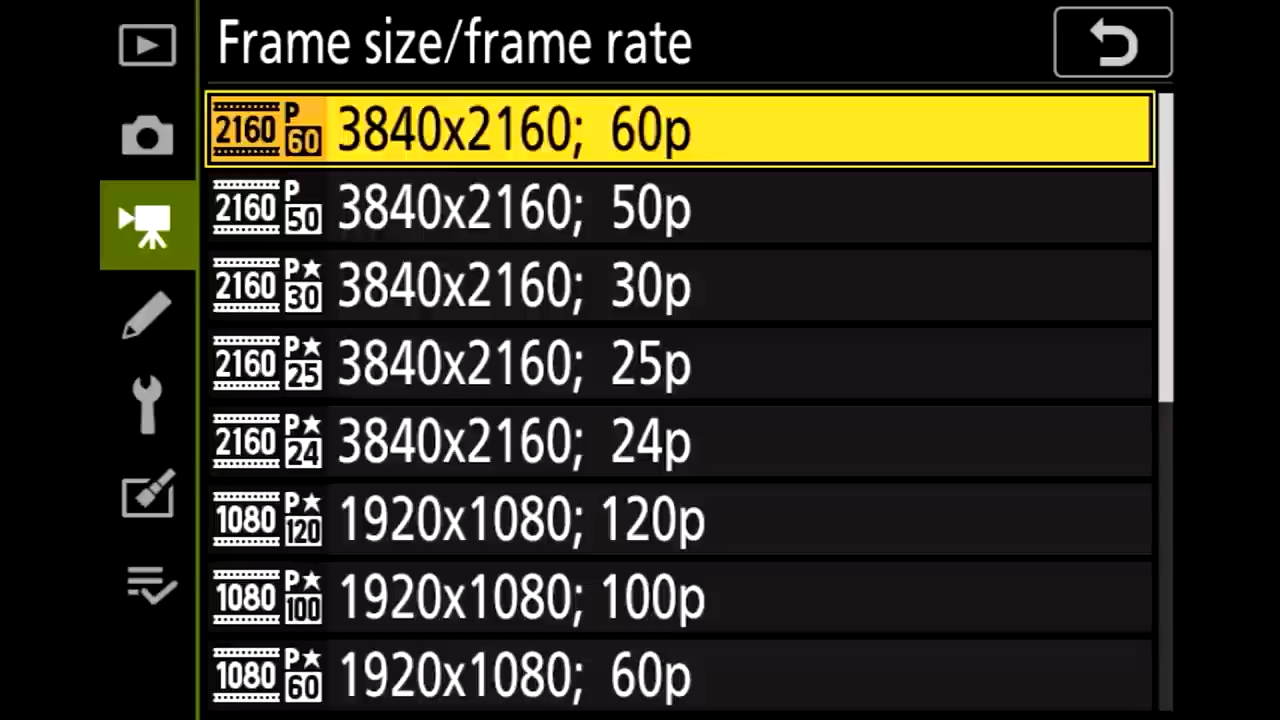 Frame size/frame rate
2160 P 60 3840x2160; 60p
2160 P 50 3840x2160; 50p
2160 P★ 30 3840x2160; 30p
2160 P★ 25 3840x2160; 25p
2160 P★ 24 3840x2160; 24p
1080 P★ 120 1920x1080; 120p
1080 P★ 100 1920x1080; 100p
1080 P★ 60 1920x1080; 60p